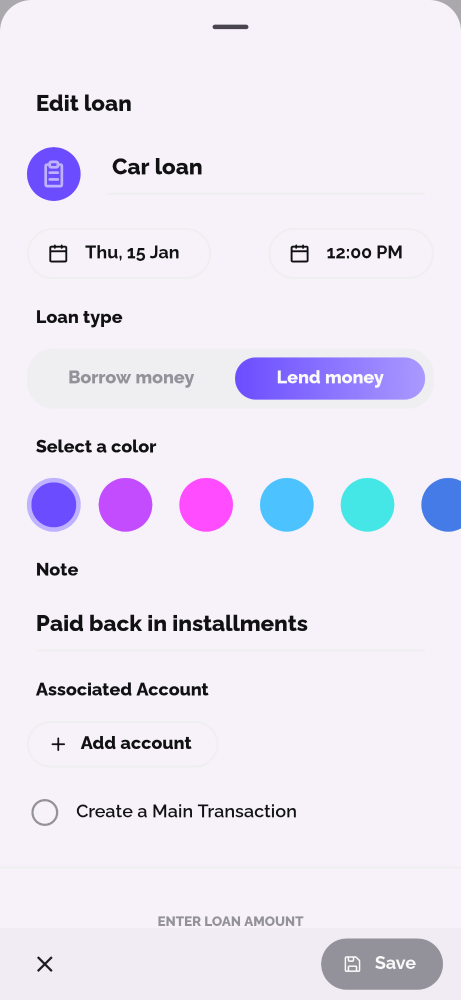 Edit loan
Car loan
Thu, 15 Jan
12:00 PM
Loan type
Borrow money
Lend money
Select a color
Note
Paid back in installments
Associated Account
Add account
Create a Main Transaction
ENTER LOAN AMOUNT
Save